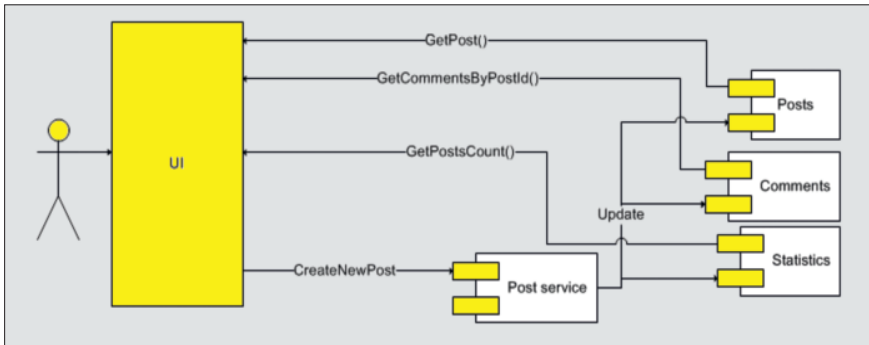 GetPost()
GetCommentsByPostId()
Posts
GetPostsCount()
UI
Comments
Update
Statistics
CreateNewPost
Post service